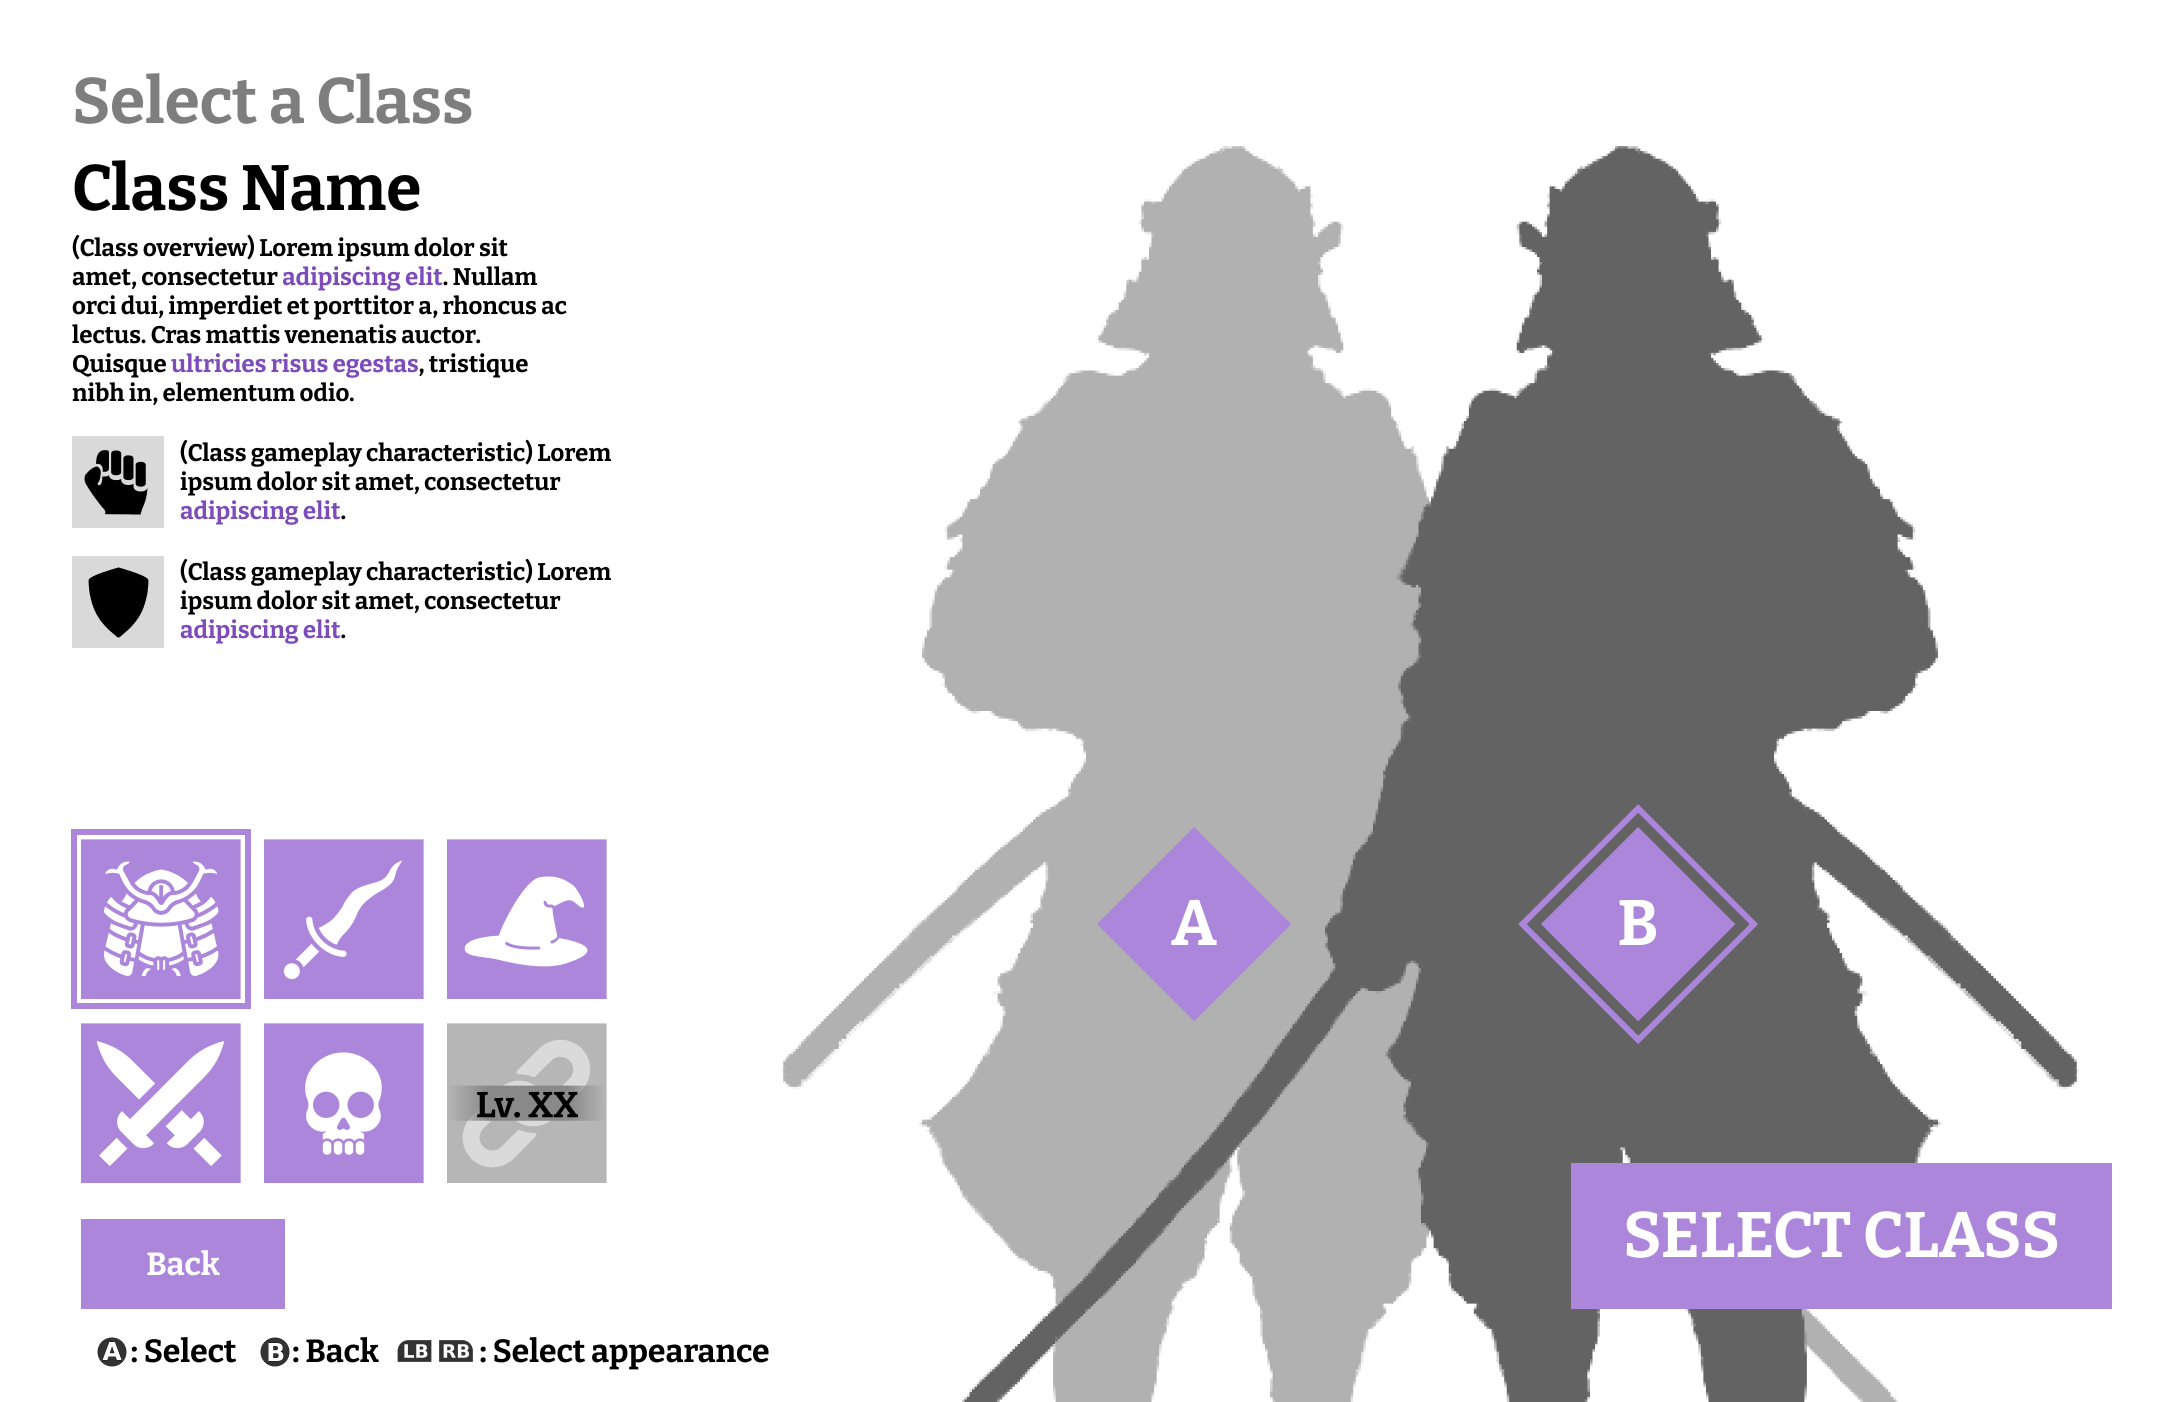 Select a Class
Class Name
(Class overview) Lorem ipsum dolor sit
amet, consectetur adipiscing elit. Nullam
orci dui, imperdiet et porttitor a, rhoncus ac
lectus. Cras mattis venenatis auctor.
Quisque ultricies risus egestas, tristique
nibh in, elementum odio.
(Class gameplay characteristic) Lorem
ipsum dolor sit amet, consectetur
adipiscing elit.
(Class gameplay characteristic) Lorem
ipsum dolor sit amet, consectetur
adipiscing elit.
A
B
Lv. XX
SELECT CLASS
Back
A : Select B : Back LB RB : Select appearance